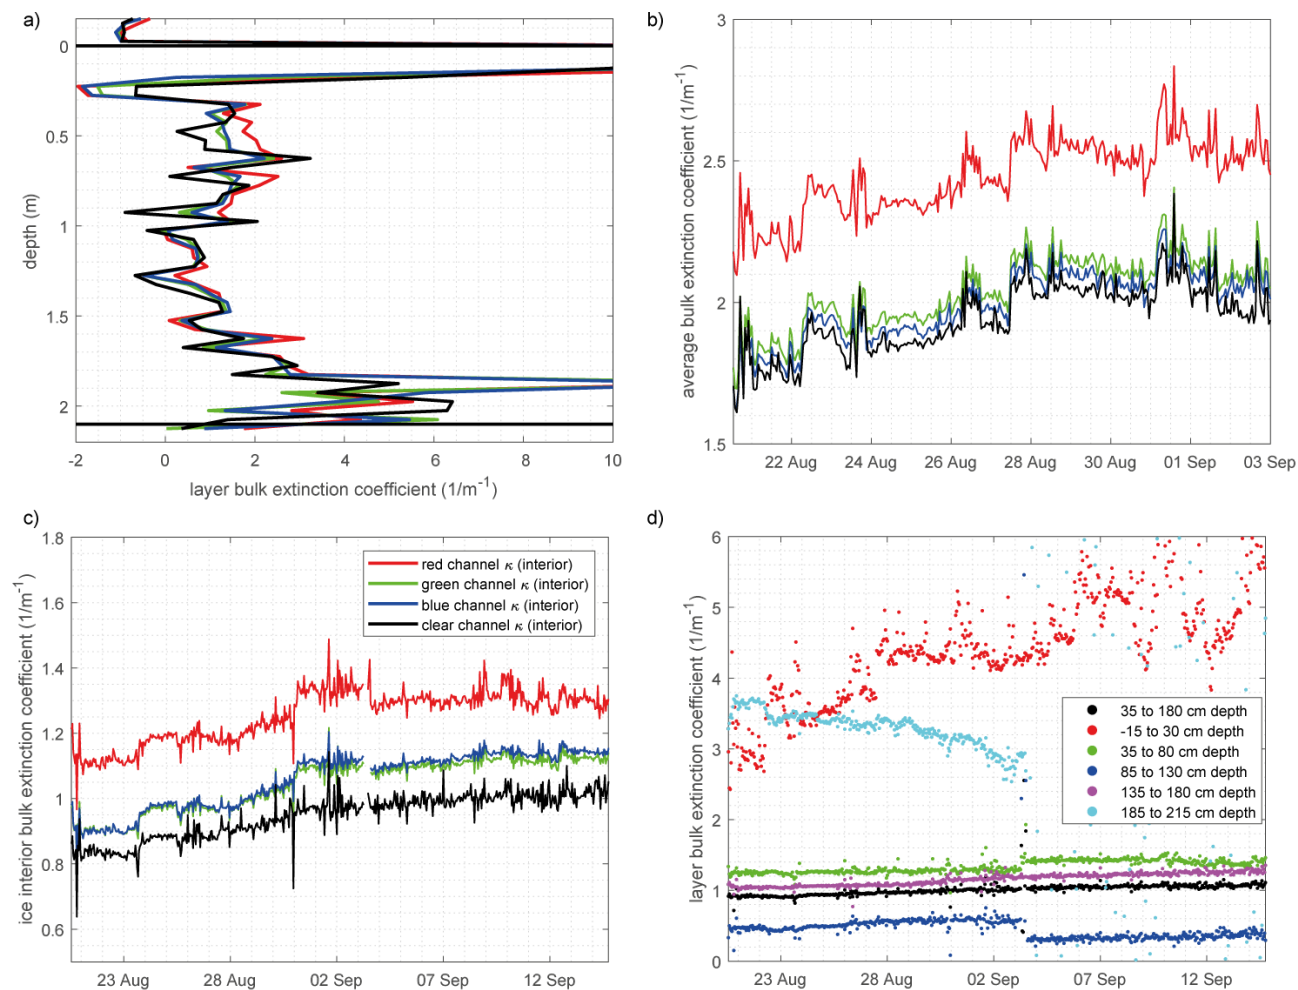 a)
0
0.5
1
1.5
2
depth (m)
-2
0
2
4
6
8
10
layer bulk extinction coefficient (1/m⁻¹)
b)
3
2.5
2
1.5
average bulk extinction coefficient (1/m⁻¹)
22 Aug
24 Aug
26 Aug
28 Aug
30 Aug
01 Sep
03 Sep
c)
1.8
1.6
1.4
1.2
1
0.8
0.6
ice interior bulk extinction coefficient (1/m⁻¹)
red channel κ (interior)
green channel κ (interior)
blue channel κ (interior)
clear channel κ (interior)
23 Aug
28 Aug
02 Sep
07 Sep
12 Sep
d)
6
5
4
3
2
1
0
layer bulk extinction coefficient (1/m⁻¹)
35 to 180 cm depth
-15 to 30 cm depth
35 to 80 cm depth
85 to 130 cm depth
135 to 180 cm depth
185 to 215 cm depth
23 Aug
28 Aug
02 Sep
07 Sep
12 Sep